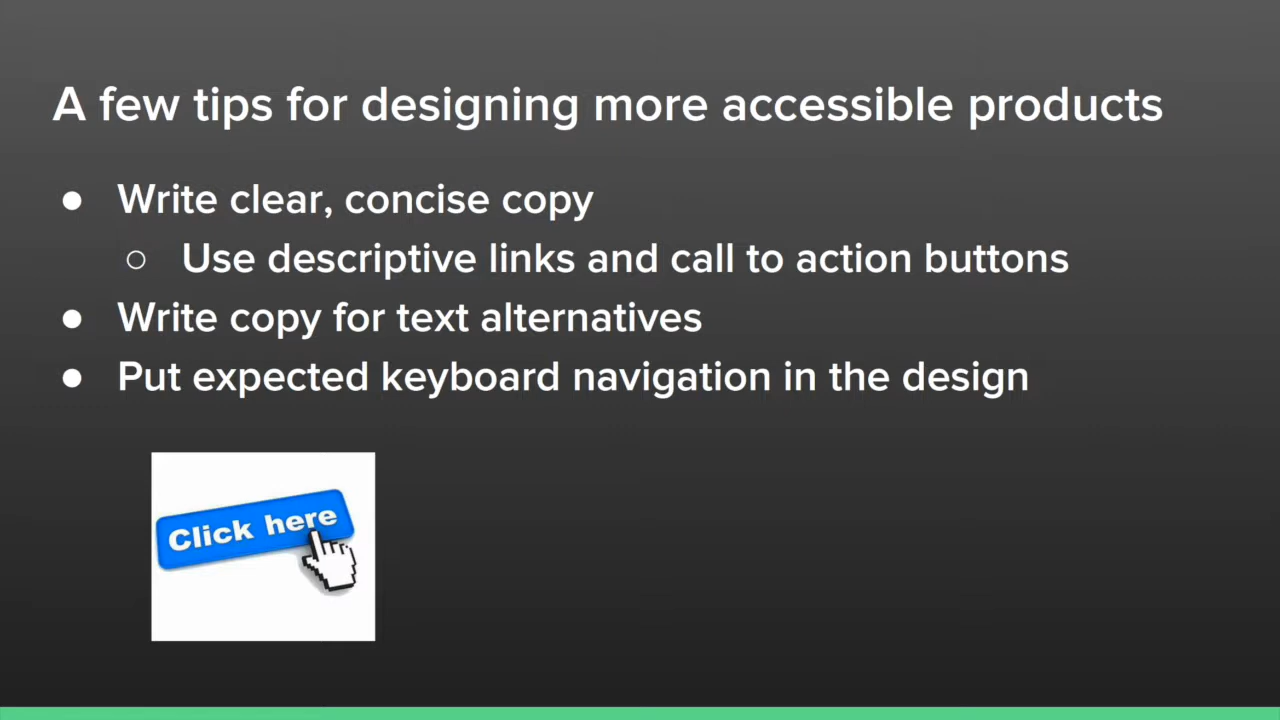 A few tips for designing more accessible products
● Write clear, concise copy
○ Use descriptive links and call to action buttons
● Write copy for text alternatives
● Put expected keyboard navigation in the design
Click here